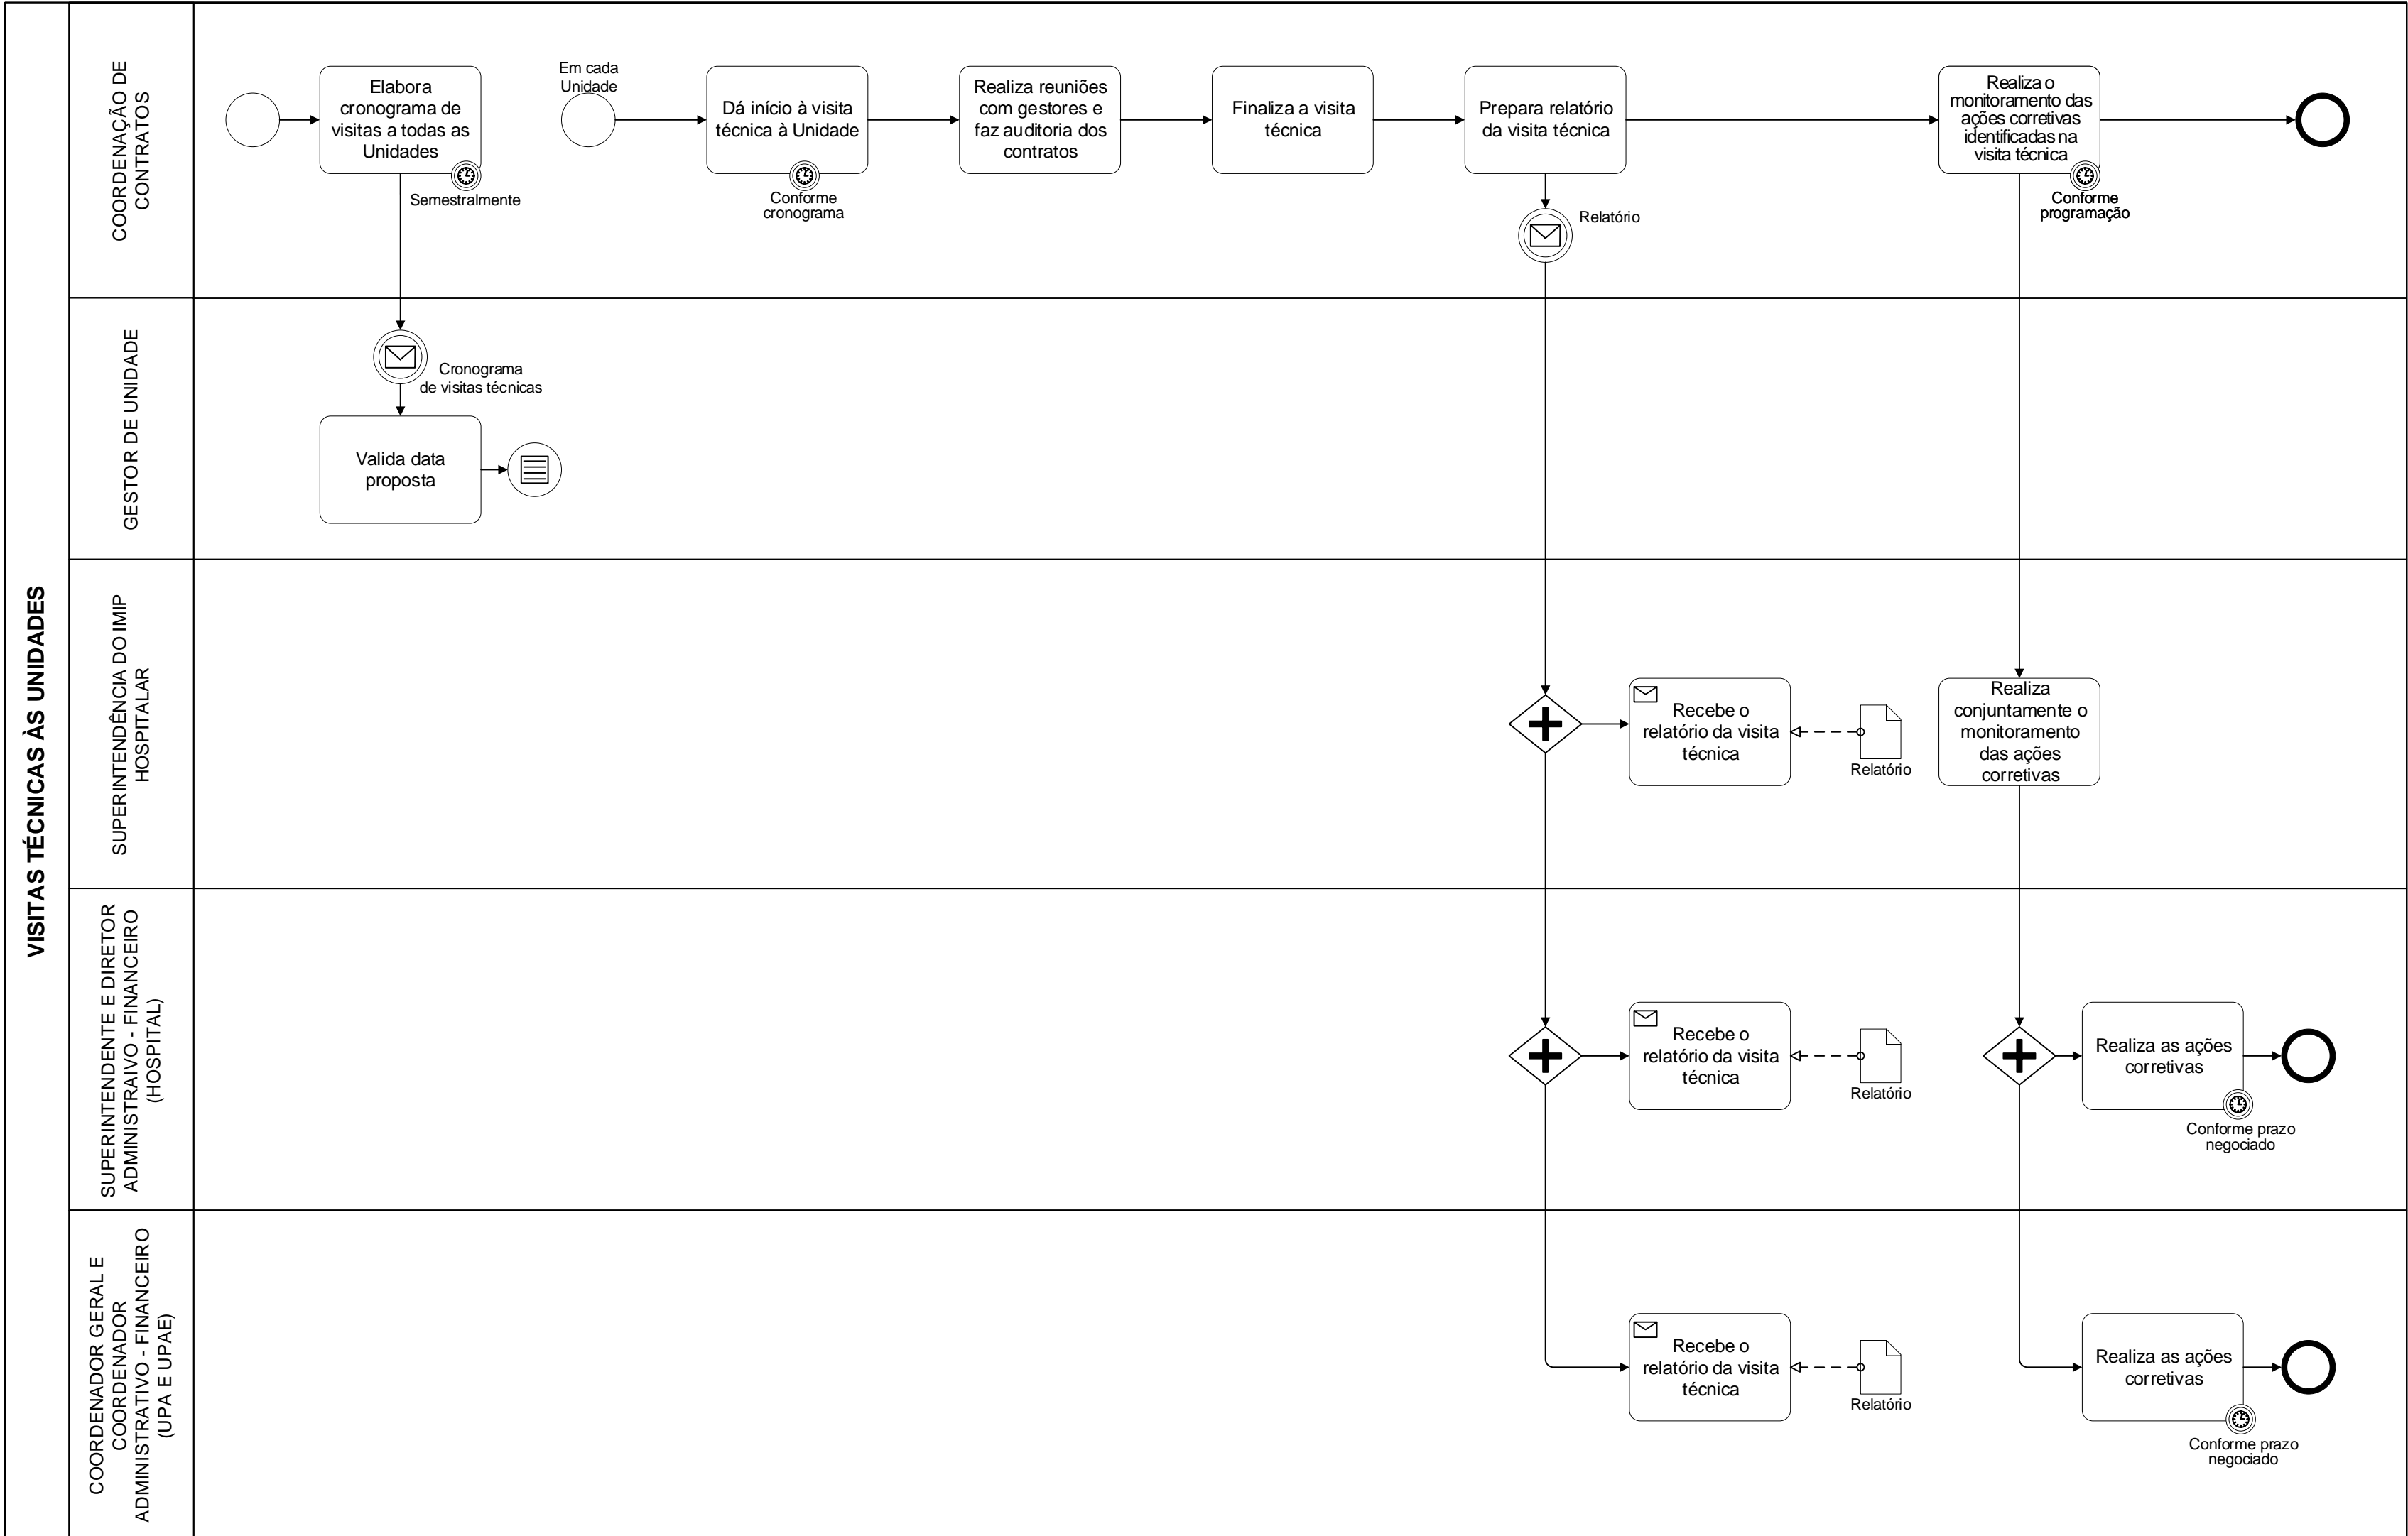 VISITAS TÉCNICAS ÀS UNIDADES
COORDENAÇÃO DE
CONTRATOS
Elabora
cronograma de
visitas a todas as
Unidades
Semestralmente
Em cada
Unidade
Dá início à visita
técnica à Unidade
Conforme
cronograma
Realiza reuniões
com gestores e
faz auditoria dos
contratos
Finaliza a visita
técnica
Prepara relatório
da visita técnica
Relatório
Realiza o
monitoramento das
ações corretivas
identificadas na
visita técnica
Conforme
programação
GESTOR DE UNIDADE
Cronograma
de visitas técnicas
Valida data
proposta
SUPERINTENDÊNCIA DO IMIP
HOSPITALAR
Recebe o
relatório da visita
técnica
Relatório
Realiza
conjuntamente o
monitoramento
das ações
corretivas
SUPERINTENDENTE E DIRETOR
ADMINISTRAIVO - FINANCEIRO
(HOSPITAL)
Recebe o
relatório da visita
técnica
Relatório
Realiza as ações
corretivas
Conforme prazo
negociado
COORDENADOR GERAL E
COORDENADOR
ADMINISTRATIVO - FINANCEIRO
(UPA E UPAE)
Recebe o
relatório da visita
técnica
Relatório
Realiza as ações
corretivas
Conforme prazo
negociado